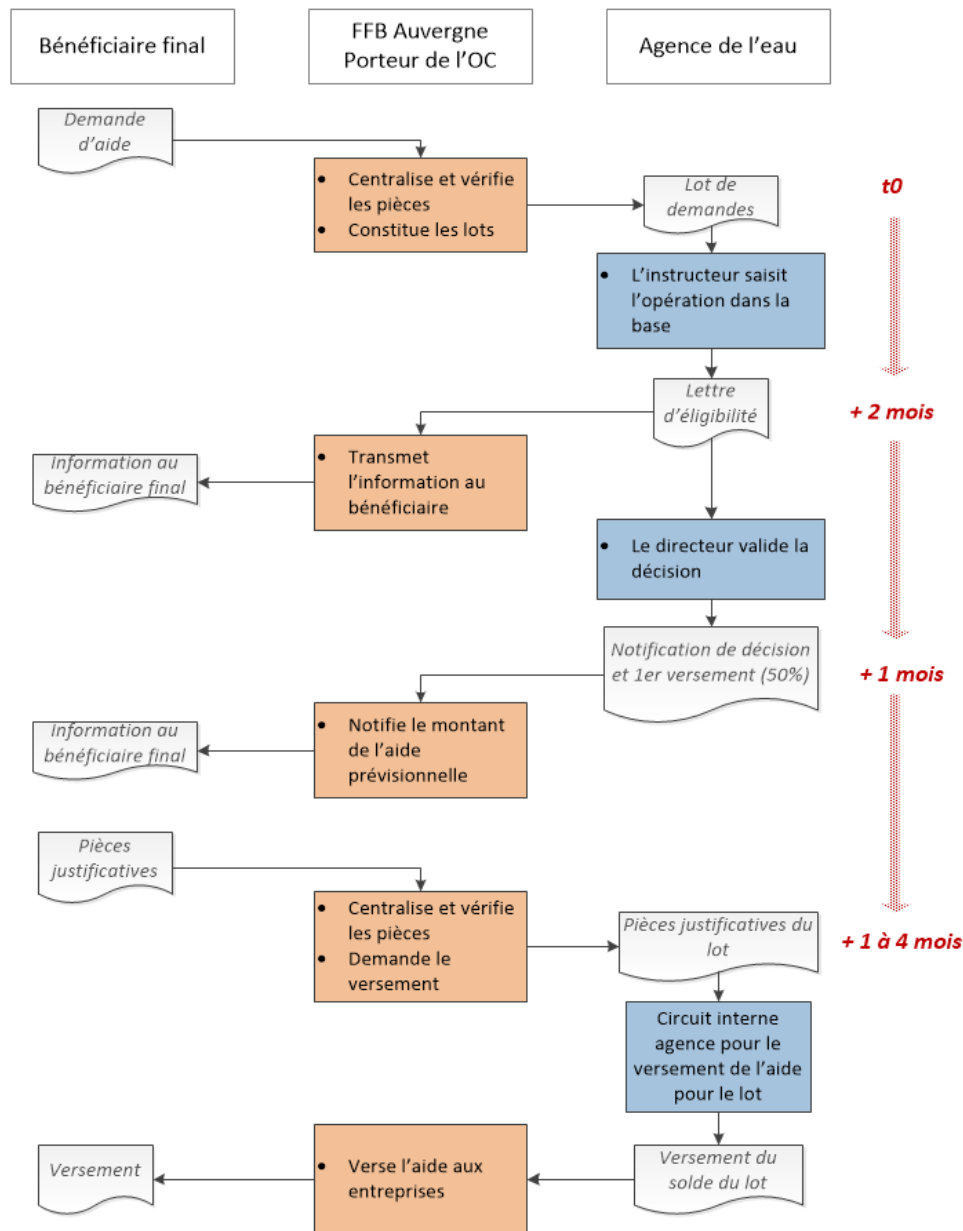 Bénéficiaire final
FFB Auvergne
Porteur de l'OC
Agence de l'eau
Demande
d'aide
• Centralise et vérifie
les pièces
• Constitue les lots
Lot de
demandes
t0
• L'instructeur saisit
l'opération dans la
base
Lettre
d'éligibilité
+ 2 mois
• Transmet
l'information au
bénéficiaire
Information au
bénéficiaire final
• Le directeur valide la
décision
Notification de décision
et 1er versement (50%)
+ 1 mois
• Notifie le montant
de l'aide
prévisionnelle
Information au
bénéficiaire final
Pièces
justificatives
• Centralise et vérifie
les pièces
• Demande le
versement
Pièces justificatives du
lot
+ 1 à 4 mois
Circuit interne
agence pour le
versement de l'aide
pour le lot
Versement du
solde du lot
• Verse l'aide aux
entreprises
Versement